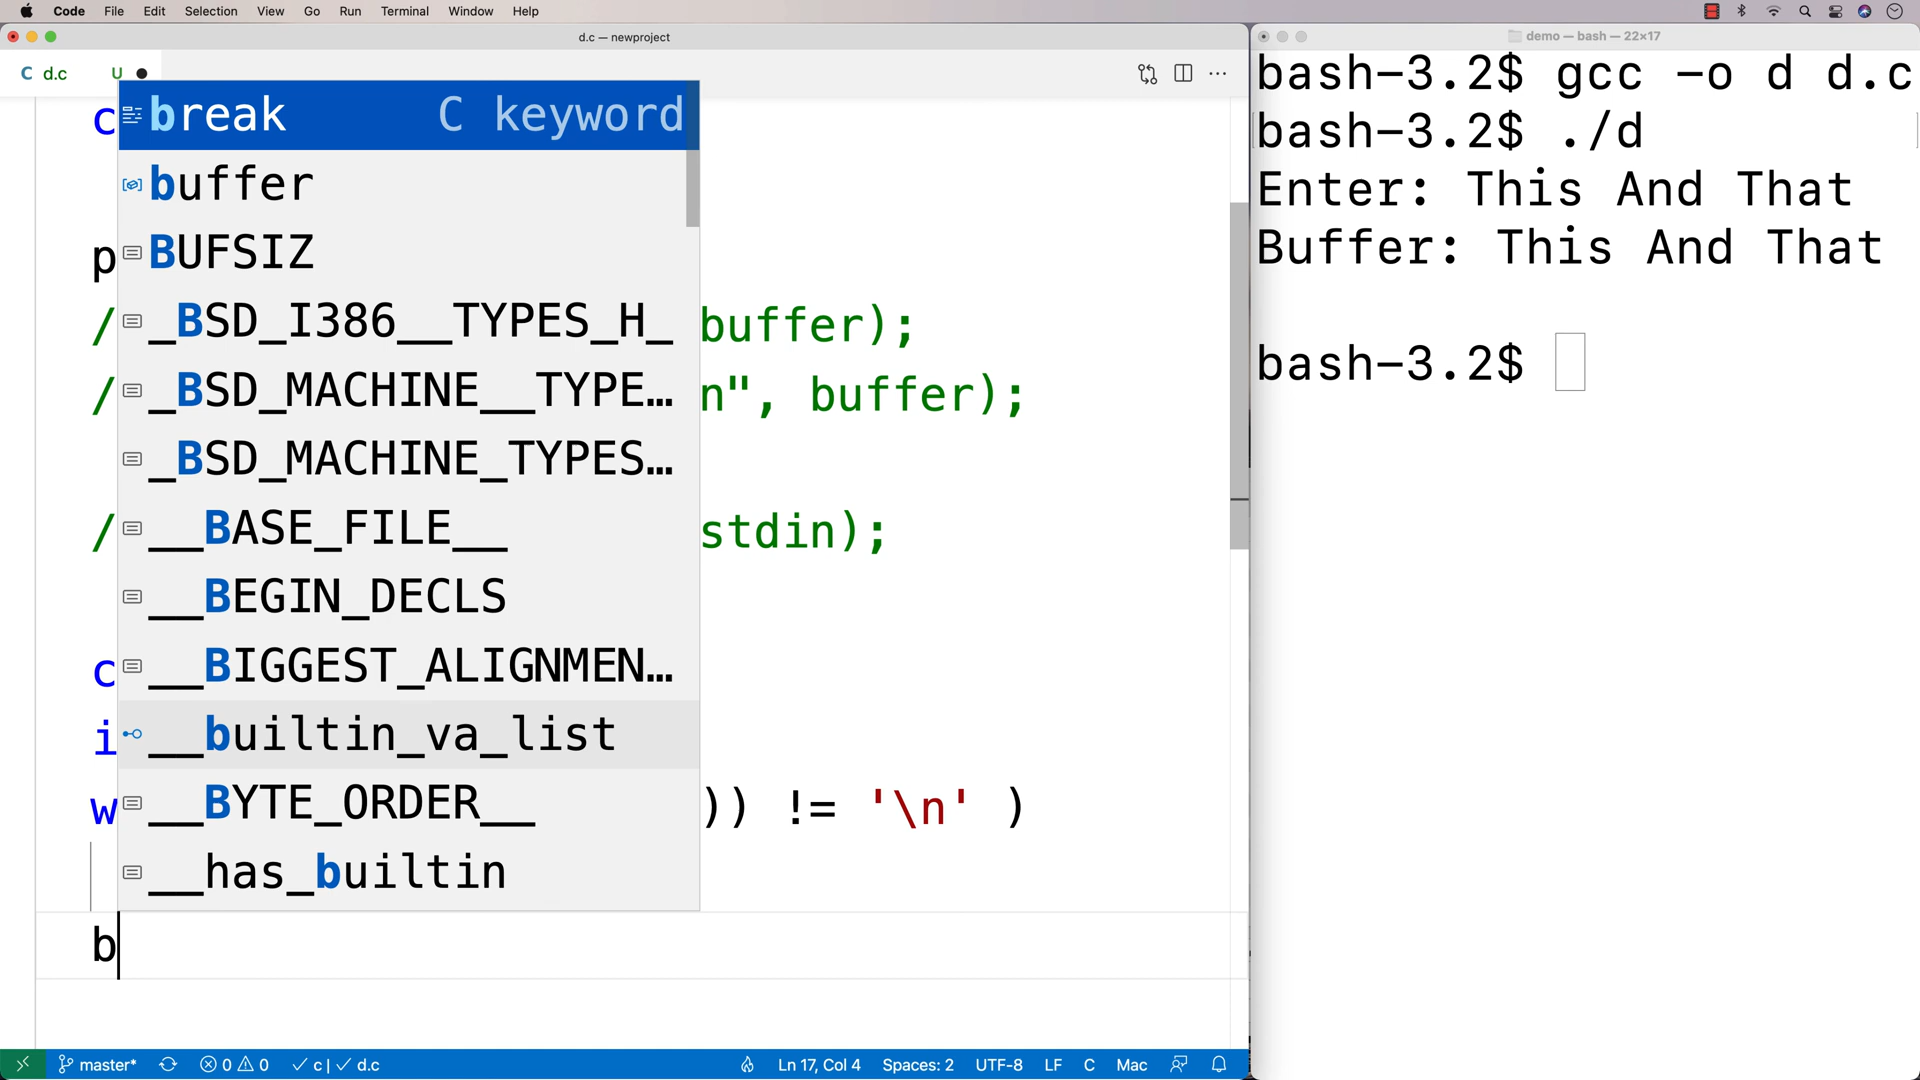 Code File Edit Selection View Go Run Terminal Window Help
d.c — newproject
demo — bash — 22×17
C d.c U
break C keyword
buffer
BUFSIZ
_BSD_I386__TYPES_H_
_BSD_MACHINE__TYPE…
_BSD_MACHINE_TYPES…
__BASE_FILE__
__BEGIN_DECLS
__BIGGEST_ALIGNMEN…
__builtin_va_list
__BYTE_ORDER__
__has_builtin
c
p
/ buffer);
/ n", buffer);
/ stdin);
c
i
w )) != '\n' )
b
bash-3.2$ gcc -o d d.c
bash-3.2$ ./d
Enter: This And That
Buffer: This And That
bash-3.2$
master* 0 0 c | d.c Ln 17, Col 4 Spaces: 2 UTF-8 LF C Mac